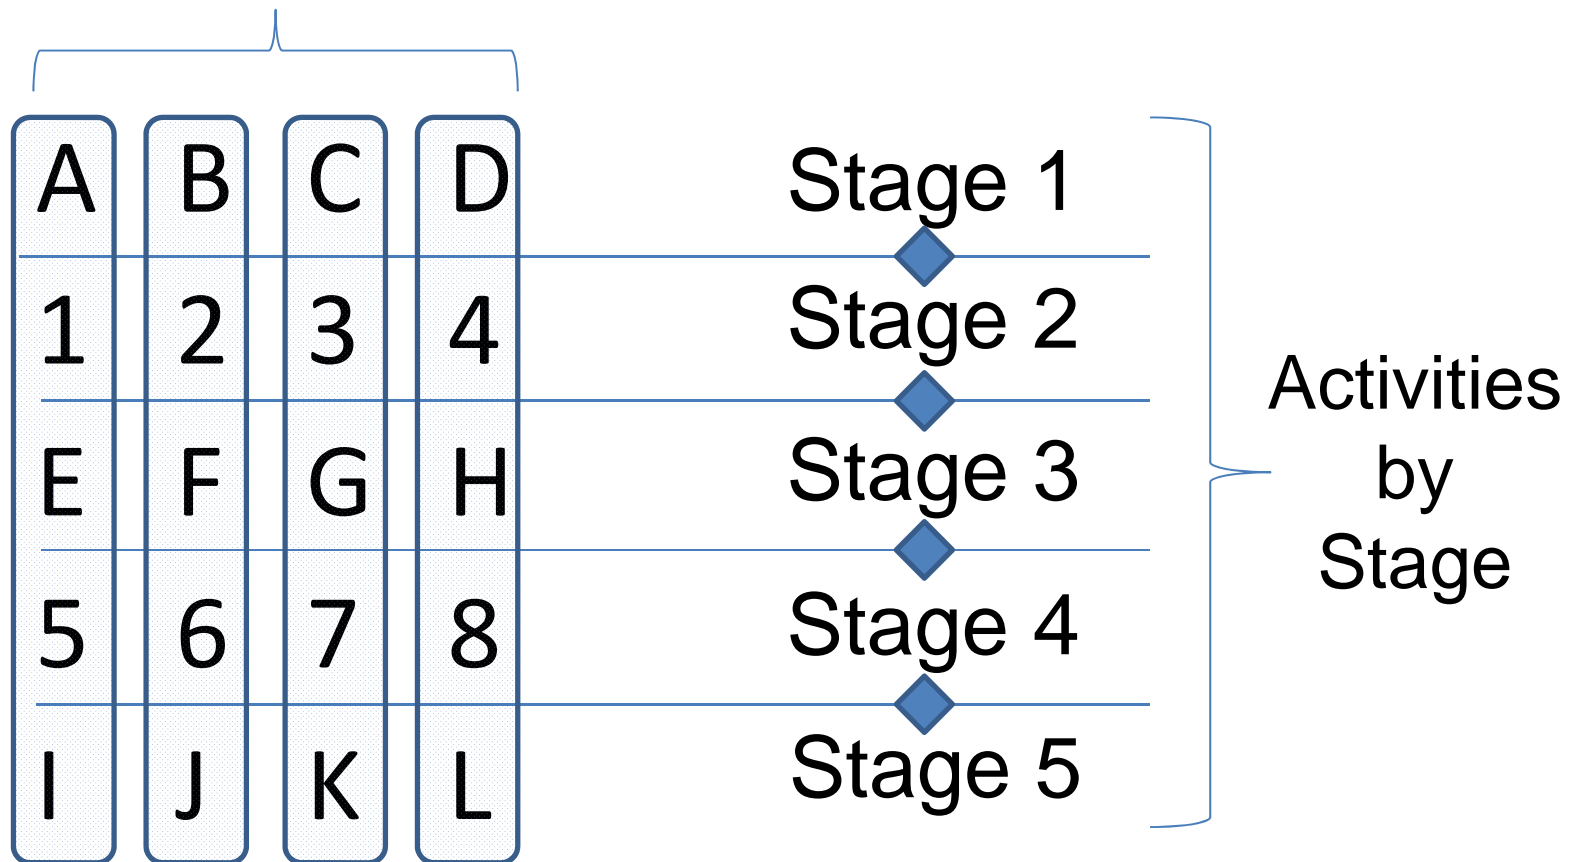 A B C D Stage 1
1 2 3 4 Stage 2
E F G H Stage 3
5 6 7 8 Stage 4
I J K L Stage 5
Activities
by
Stage